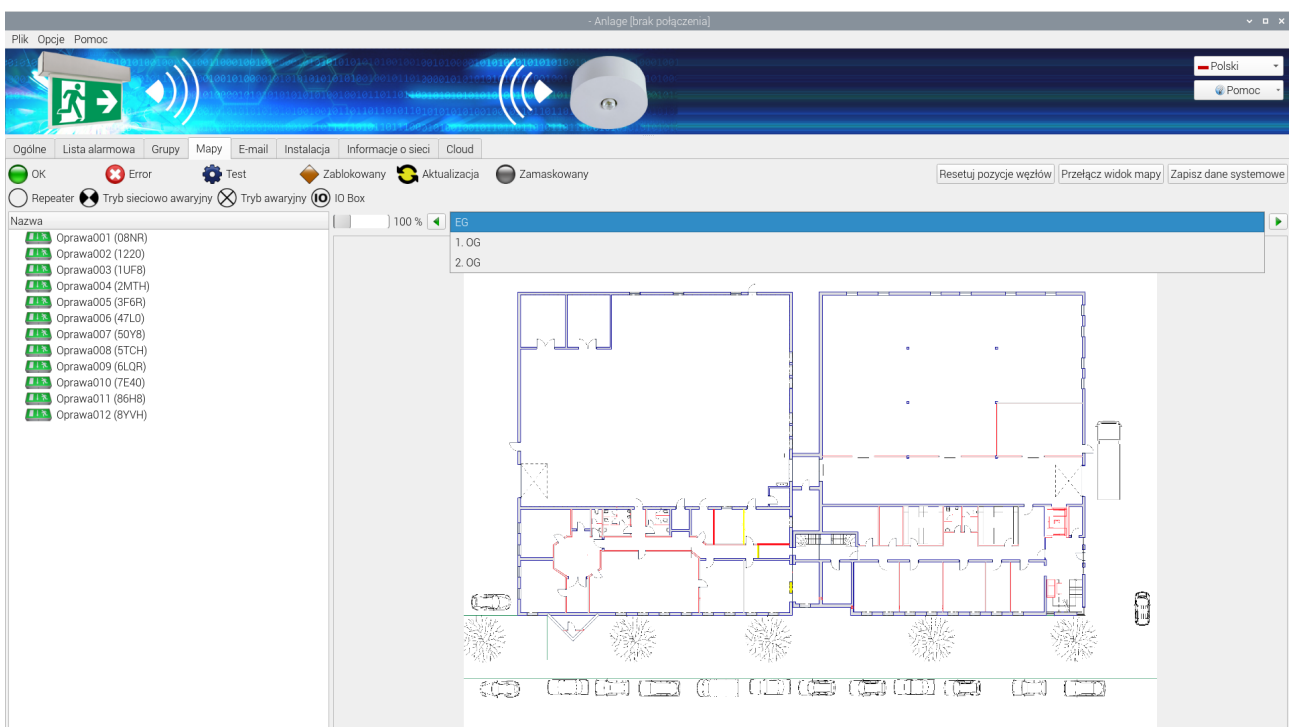 - Anlage [brak połączenia]
Plik Opcje Pomoc
Polski
Pomoc
Ogólne Lista alarmowa Grupy Mapy E-mail Instalacja Informacje o sieci Cloud
OK Error Test Zablokowany Aktualizacja Zamaskowany
Resetuj pozycje węzłów Przełącz widok mapy Zapisz dane systemowe
Repeater Tryb sieciowo awaryjny Tryb awaryjny IO IO Box
Nazwa
100 %
EG
1. OG
2. OG
Oprawa001 (08NR)
Oprawa002 (1220)
Oprawa003 (1UF8)
Oprawa004 (2MTH)
Oprawa005 (3F6R)
Oprawa006 (47L0)
Oprawa007 (50Y8)
Oprawa008 (5TCH)
Oprawa009 (6LQR)
Oprawa010 (7E40)
Oprawa011 (86H8)
Oprawa012 (8YVH)